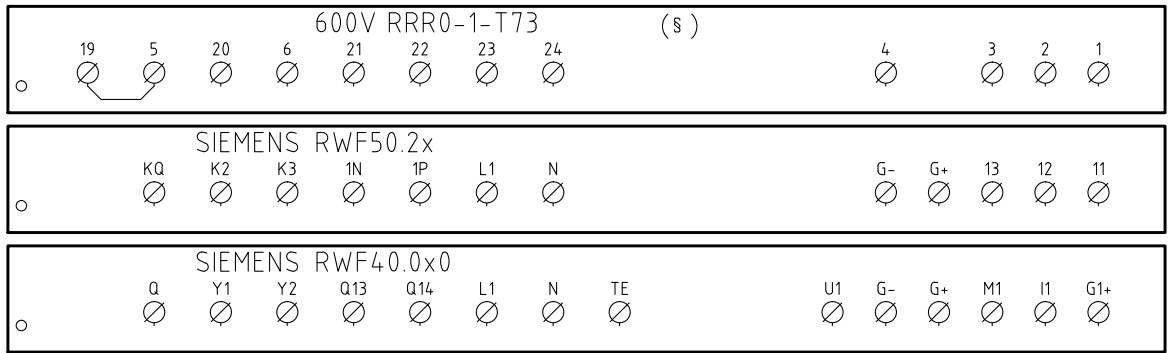 600V RRR0-1-T73 (§)
19 5 20 6 21 22 23 24 4 3 2 1
SIEMENS RWF50.2x
KQ K2 K3 1N 1P L1 N G- G+ 13 12 11
SIEMENS RWF40.0x0
Q Y1 Y2 Q13 Q14 L1 N TE U1 G- G+ M1 I1 G1+